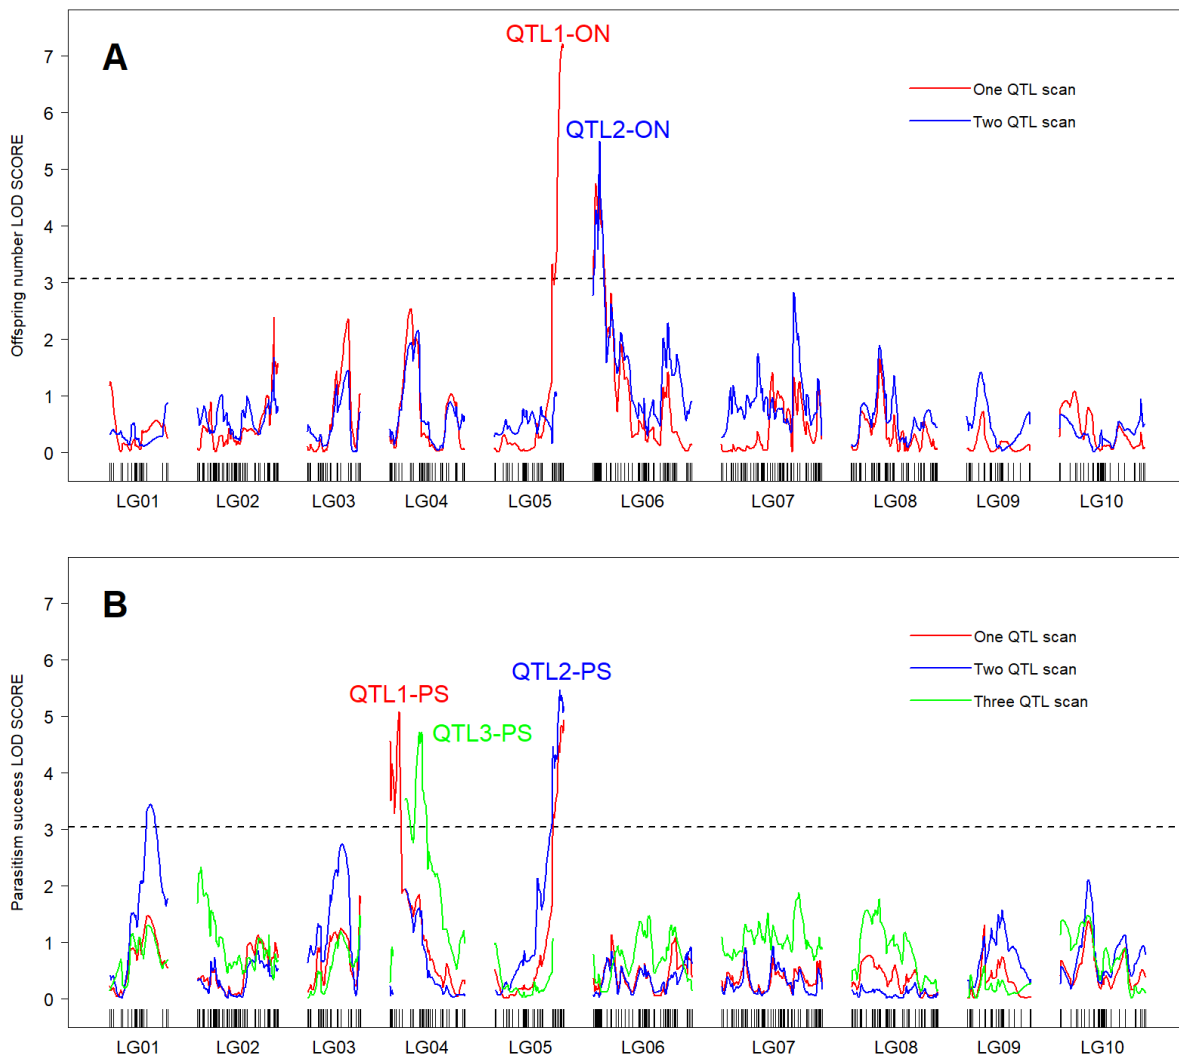 A
QTL1-ON
QTL2-ON
One QTL scan
Two QTL scan
Offspring number LOD SCORE
7
6
5
4
3
2
1
0
LG01 LG02 LG03 LG04 LG05 LG06 LG07 LG08 LG09 LG10
B
QTL1-PS
QTL2-PS
QTL3-PS
One QTL scan
Two QTL scan
Three QTL scan
Parasitism success LOD SCORE
7
6
5
4
3
2
1
0
LG01 LG02 LG03 LG04 LG05 LG06 LG07 LG08 LG09 LG10